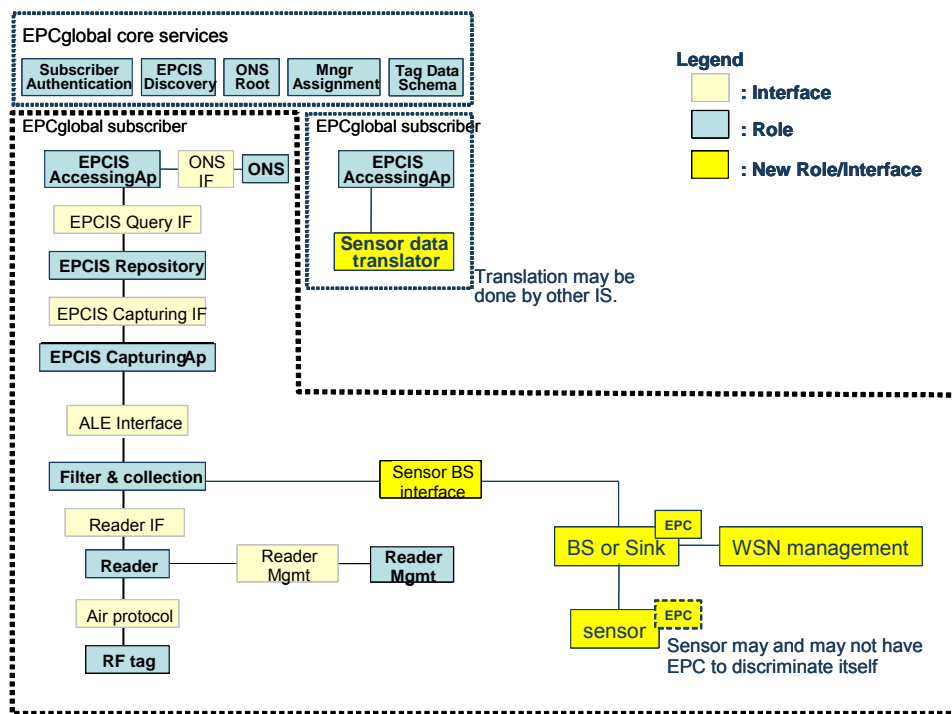 EPCglobal core services
Subscriber
Authentication
EPCIS
Discovery
ONS
Root
Mngr
Assignment
Tag Data
Schema
Legend
: Interface
: Role
: New Role/Interface
EPCglobal subscriber
EPCIS
AccessingAp
ONS
IF
ONS
EPCIS Query IF
EPCIS Repository
EPCIS Capturing IF
EPCIS CapturingAp
ALE Interface
Filter & collection
Reader IF
Reader
Reader
Mgmt
Reader
Mgmt
Air protocol
RF tag
EPCglobal subscriber
EPCIS
AccessingAp
Sensor data
translator
Translation may be
done by other IS.
Sensor BS
interface
EPC
BS or Sink
WSN management
EPC
sensor
Sensor may and may not have
EPC to discriminate itself